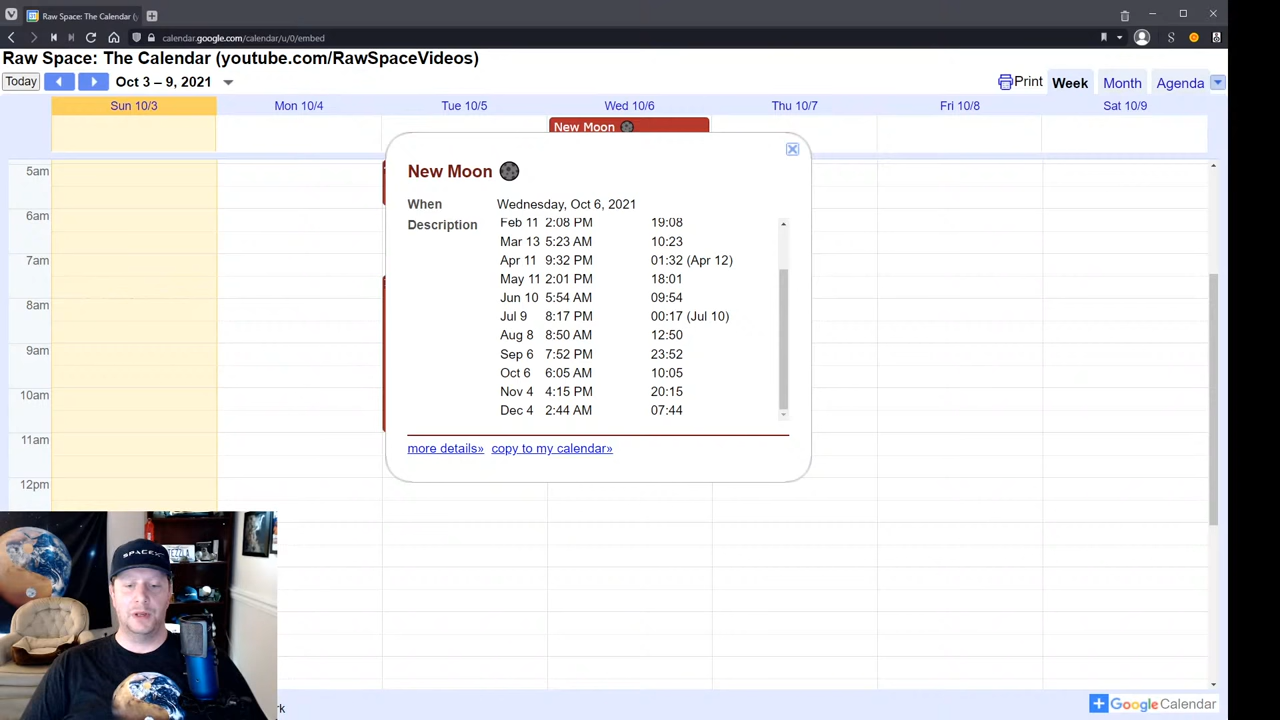 Raw Space: The Calendar (
calendar.google.com/calendar/u/0/embed
Raw Space: The Calendar (youtube.com/RawSpaceVideos)
Today Oct 3 – 9, 2021 Print Week Month Agenda
Sun 10/3 Mon 10/4 Tue 10/5 Wed 10/6 Thu 10/7 Fri 10/8 Sat 10/9
New Moon
New Moon
When Wednesday, Oct 6, 2021
Description
Feb 11 2:08 PM 19:08
Mar 13 5:23 AM 10:23
Apr 11 9:32 PM 01:32 (Apr 12)
May 11 2:01 PM 18:01
Jun 10 5:54 AM 09:54
Jul 9 8:17 PM 00:17 (Jul 10)
Aug 8 8:50 AM 12:50
Sep 6 7:52 PM 23:52
Oct 6 6:05 AM 10:05
Nov 4 4:15 PM 20:15
Dec 4 2:44 AM 07:44
more details» copy to my calendar»
5am
6am
7am
8am
9am
10am
11am
12pm
SPACEX
Google Calendar